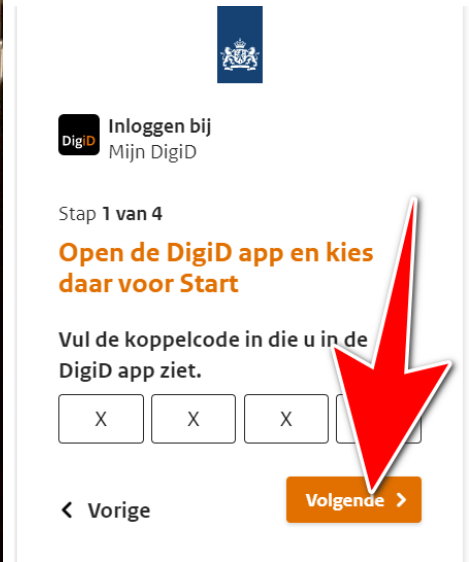 DigiD
Inloggen bij
Mijn DigiD
Stap 1 van 4
Open de DigiD app en kies
daar voor Start
Vul de koppelcode in die u in de
DigiD app ziet.
X X X
Vorige
Volgende